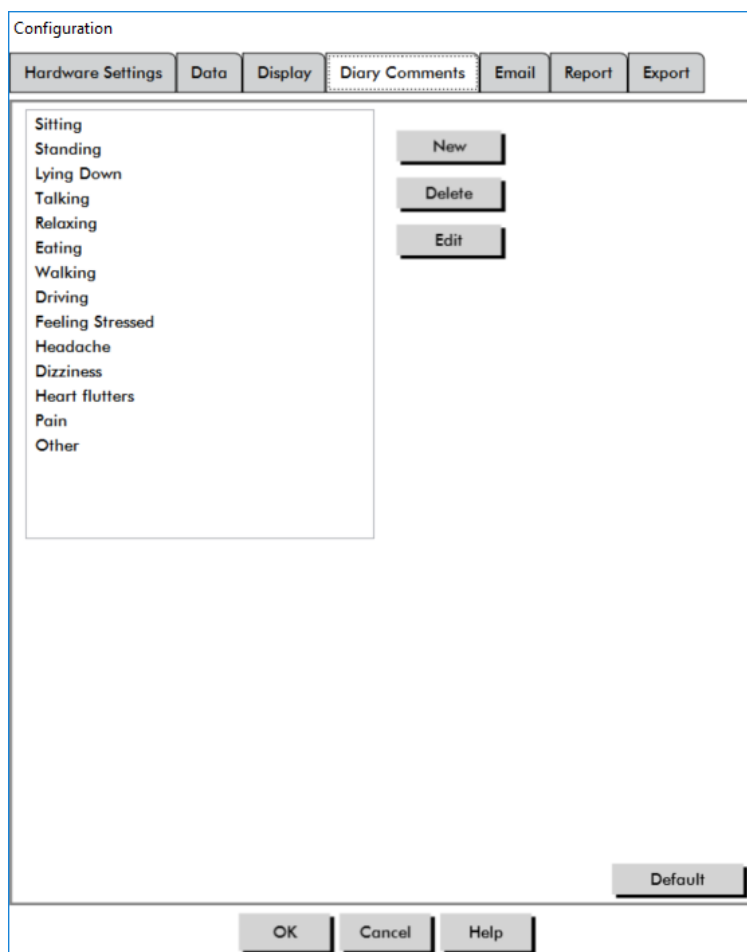 Configuration
Hardware Settings Data Display Diary Comments Email Report Export
Sitting
Standing
Lying Down
Talking
Relaxing
Eating
Walking
Driving
Feeling Stressed
Headache
Dizziness
Heart flutters
Pain
Other
New
Delete
Edit
Default
OK Cancel Help